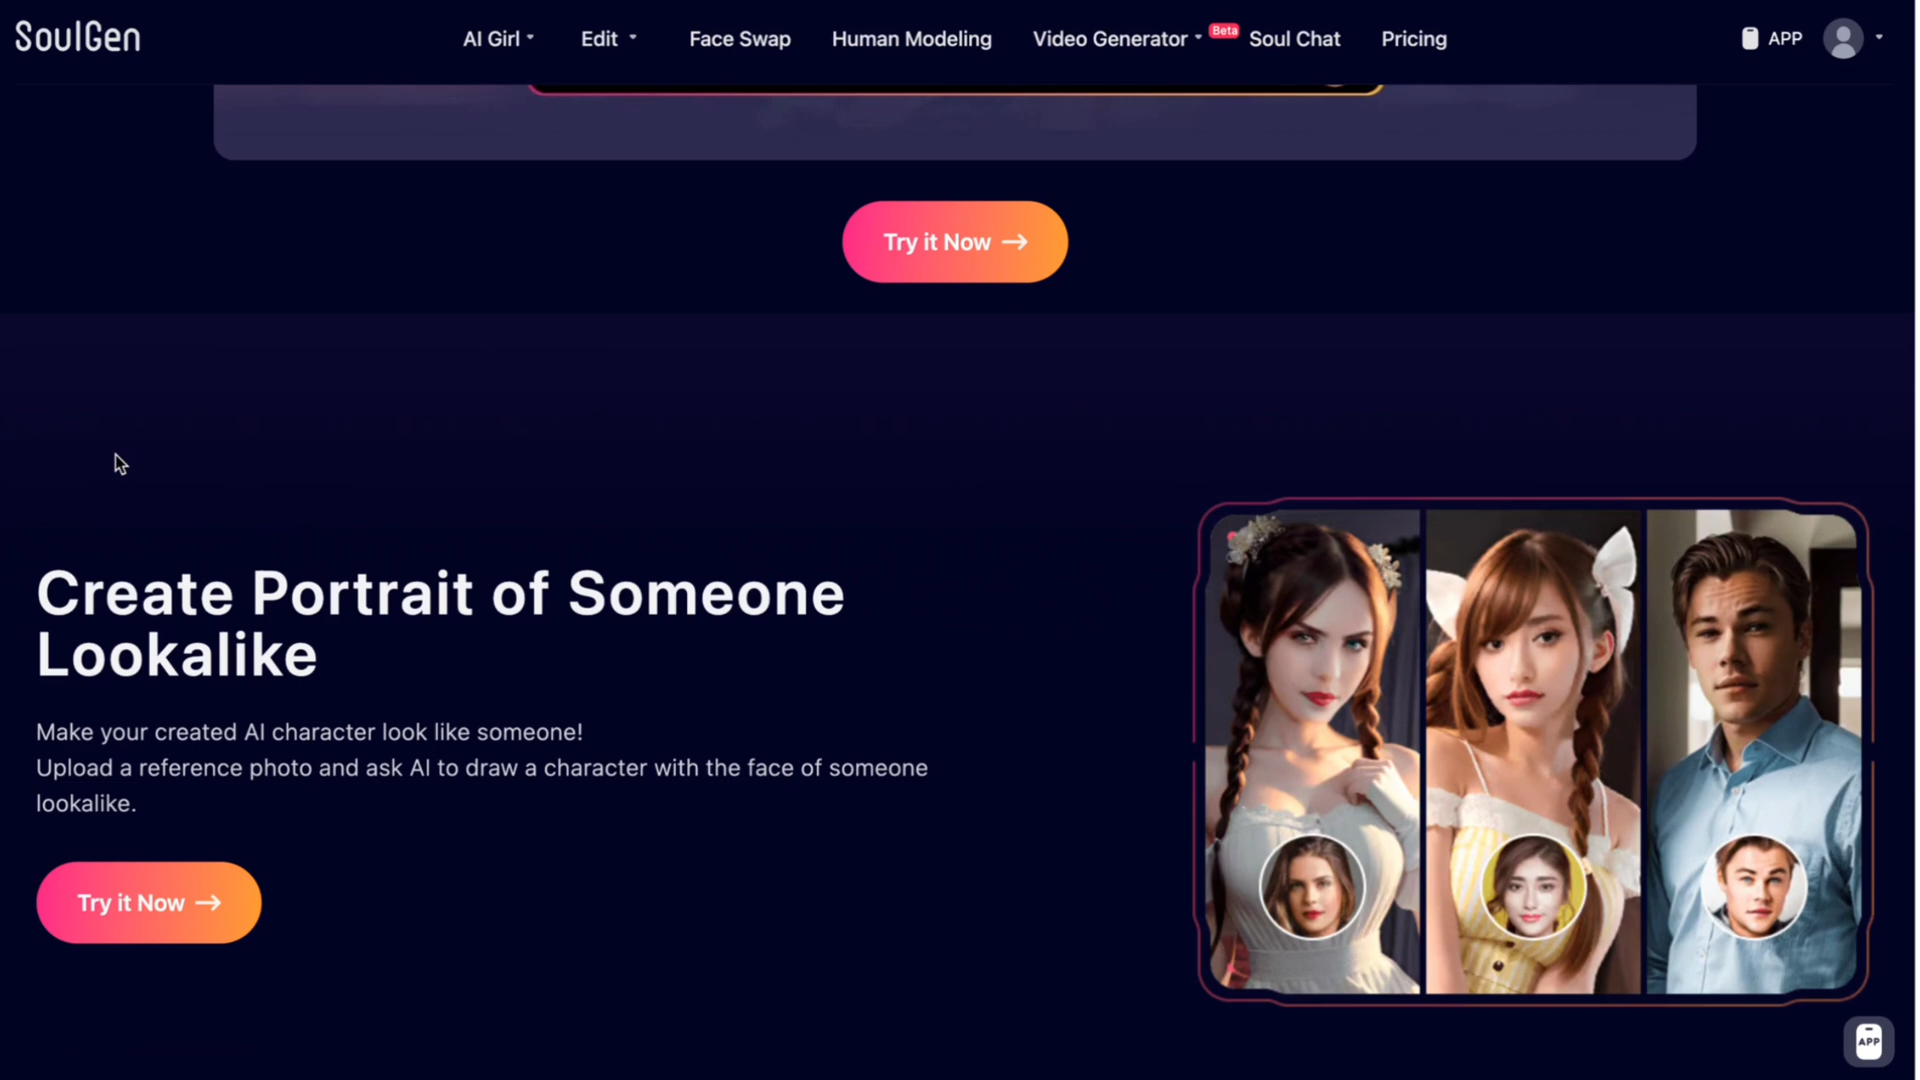 SoulGen
AI Girl
Edit
Face Swap
Human Modeling
Video Generator
Beta
Soul Chat
Pricing
APP
Try it Now →
Create Portrait of Someone
Lookalike
Make your created AI character look like someone!
Upload a reference photo and ask AI to draw a character with the face of someone
lookalike.
Try it Now →
APP